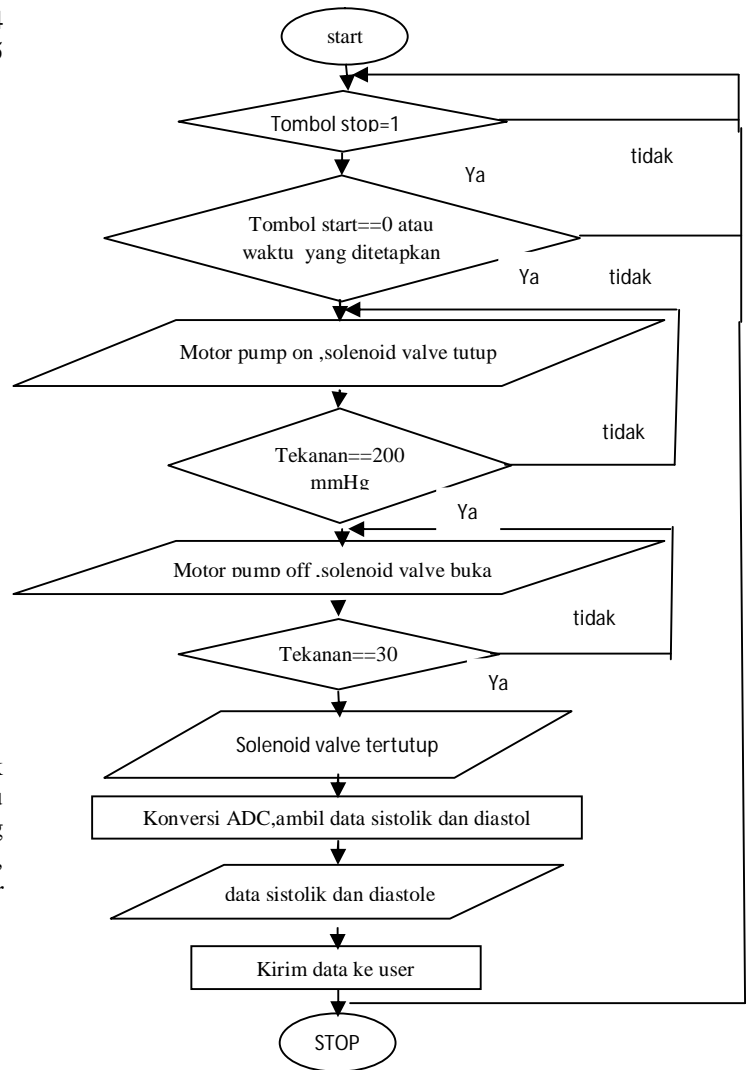 start
Tombol stop=1
tidak
Ya
Tombol start==0 atau
waktu yang ditetapkan
Ya
tidak
Motor pump on ,solenoid valve tutup
tidak
Tekanan==200
mmHg
Ya
Motor pump off ,solenoid valve buka
tidak
Tekanan==30
Ya
Solenoid valve tertutup
Konversi ADC,ambil data sistolik dan diastol
data sistolik dan diastole
Kirim data ke user
STOP